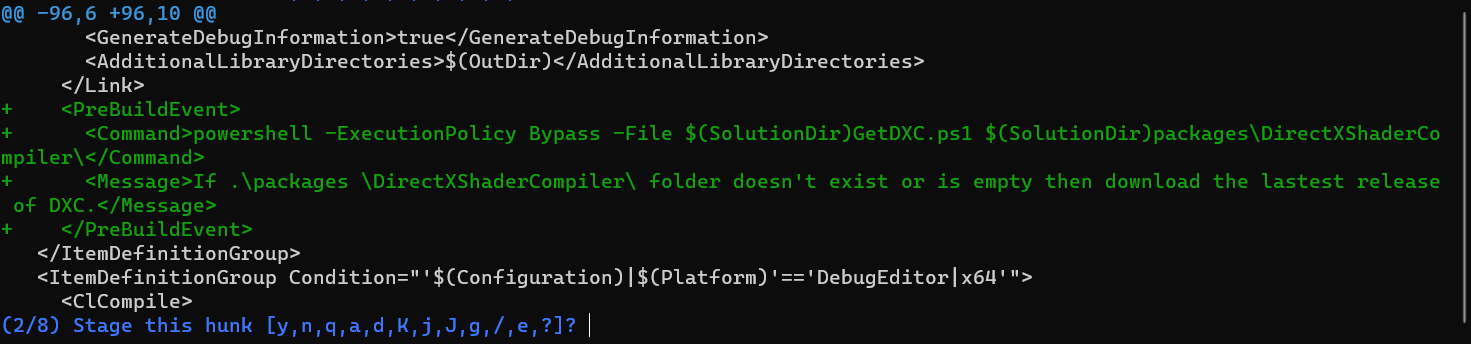 @@ -96,6 +96,10 @@
       <GenerateDebugInformation>true</GenerateDebugInformation>
       <AdditionalLibraryDirectories>$(OutDir)</AdditionalLibraryDirectories>
     </Link>
+    <PreBuildEvent>
+      <Command>powershell -ExecutionPolicy Bypass -File $(SolutionDir)GetDXC.ps1 $(SolutionDir)packages\DirectXShaderCo
mpiler\</Command>
+      <Message>If .\packages \DirectXShaderCompiler\ folder doesn't exist or is empty then download the lastest release
 of DXC.</Message>
+    </PreBuildEvent>
   </ItemDefinitionGroup>
   <ItemDefinitionGroup Condition="'$(Configuration)|$(Platform)'=='DebugEditor|x64'">
     <ClCompile>
(2/8) Stage this hunk [y,n,q,a,d,K,j,J,g,/,e,?]?